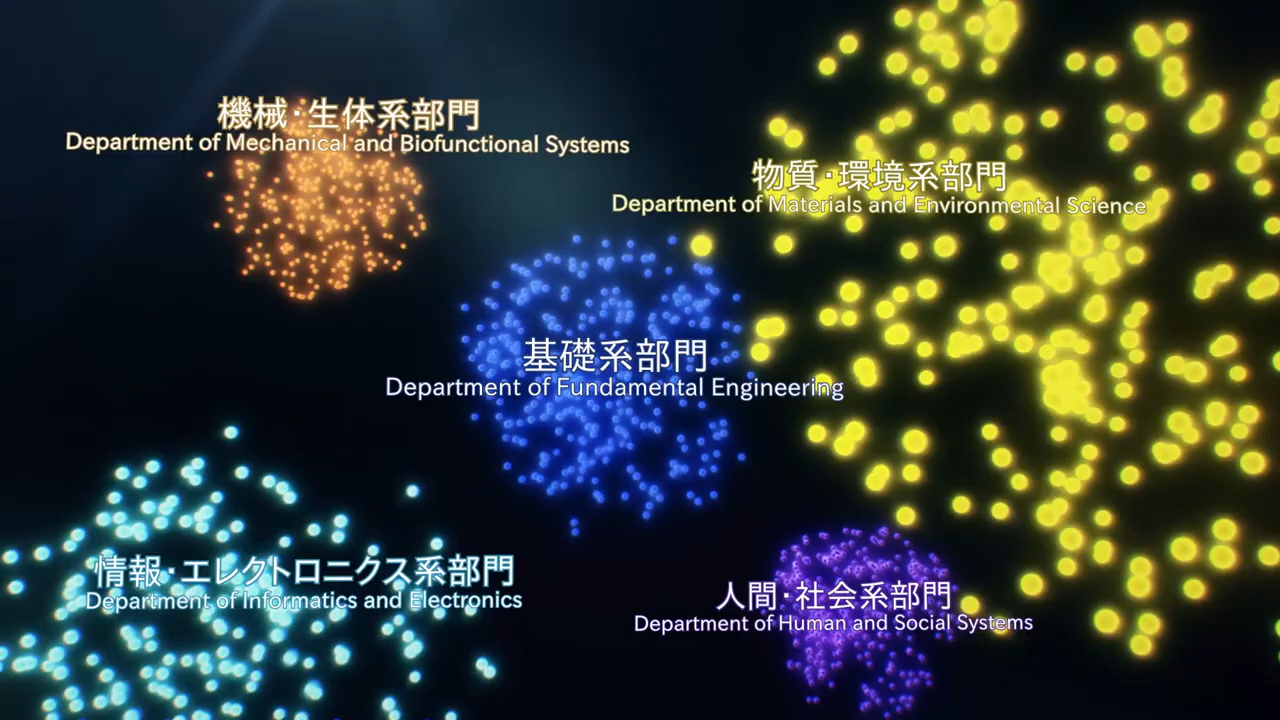 機械・生体系部門
Department of Mechanical and Biofunctional Systems
物質・環境系部門
Department of Materials and Environmental Science
基礎系部門
Department of Fundamental Engineering
情報・エレクトロニクス系部門
Department of Informatics and Electronics
人間・社会系部門
Department of Human and Social Systems